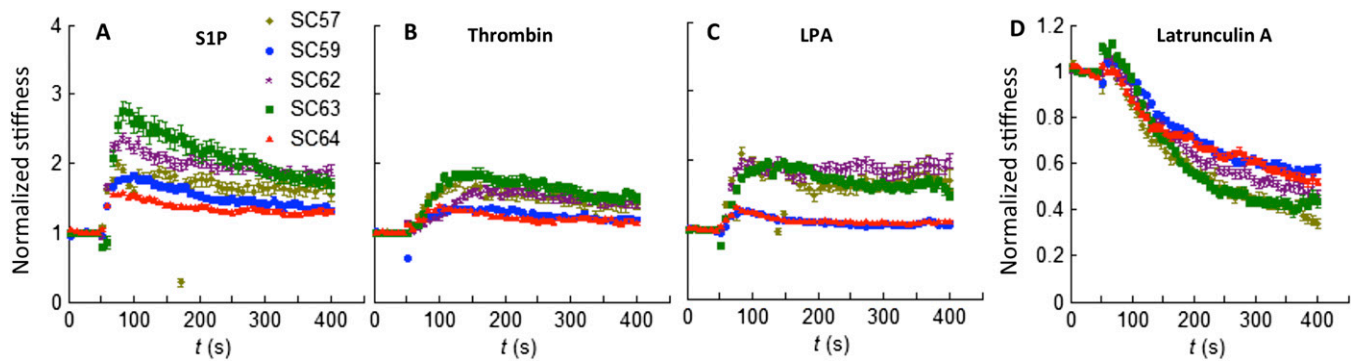 A S1P
SC57
SC59
SC62
SC63
SC64
Normalized stiffness
4
3
2
1
0
0 100 200 300 400
t (s)
B Thrombin
0 100 200 300 400
t (s)
C LPA
0 100 200 300 400
t (s)
D Latrunculin A
Normalized stiffness
1.2
1
0.8
0.6
0.4
0.2
0
0 100 200 300 400
t (s)